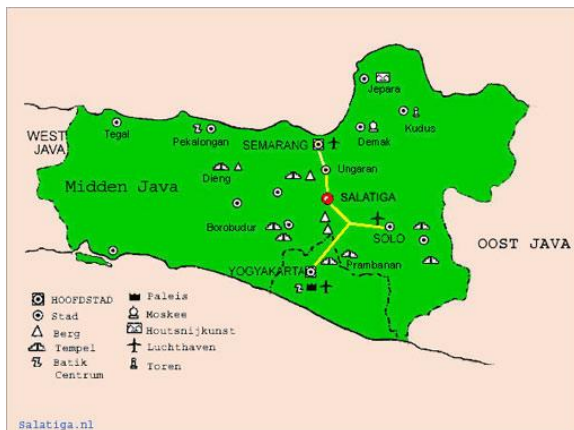 Jepara
Tegal
Pekalongan
Kudus
WEST
JAVA
SEMARANG
Demak
Ungaran
Dieng
Midden Java
SALATIGA
Borobudur
SOLO
OOST JAVA
YOGYAKARTA
Prambanan
HOOFDSTAD
Stad
Berg
Tempel
Batik
Centrum
Paleis
Moskee
Houtsnijkunst
Luchthaven
Toren
salatiga.nl